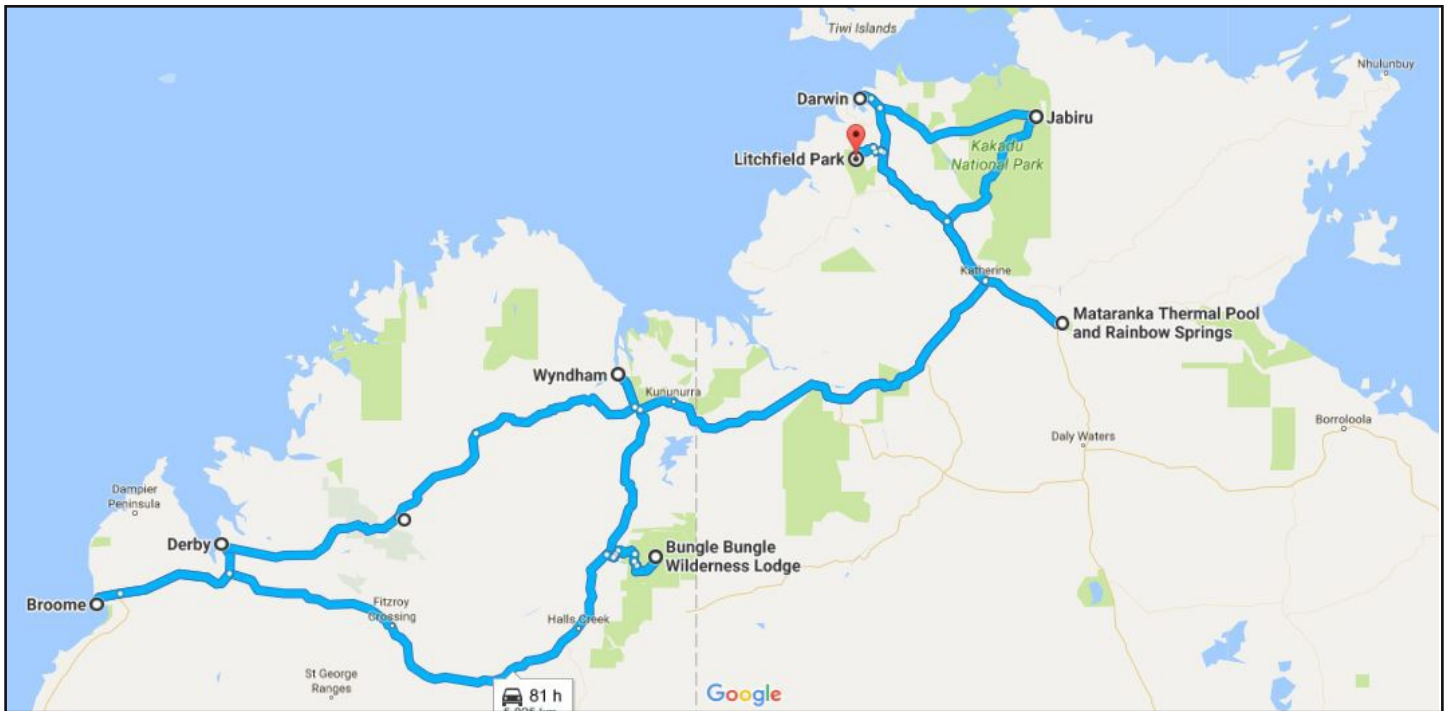 Tiwi Islands
Nhulunbuy
Darwin
Jabiru
Litchfield Park
Kakadu
National Park
Katherine
Mataranka Thermal Pool
and Rainbow Springs
Wyndham
Kununurra
Borroloola
Daly Waters
Dampier
Peninsula
Derby
Bungle Bungle
Wilderness Lodge
Broome
Fitzroy
Crossing
Halls Creek
St George
Ranges
81 h
Google